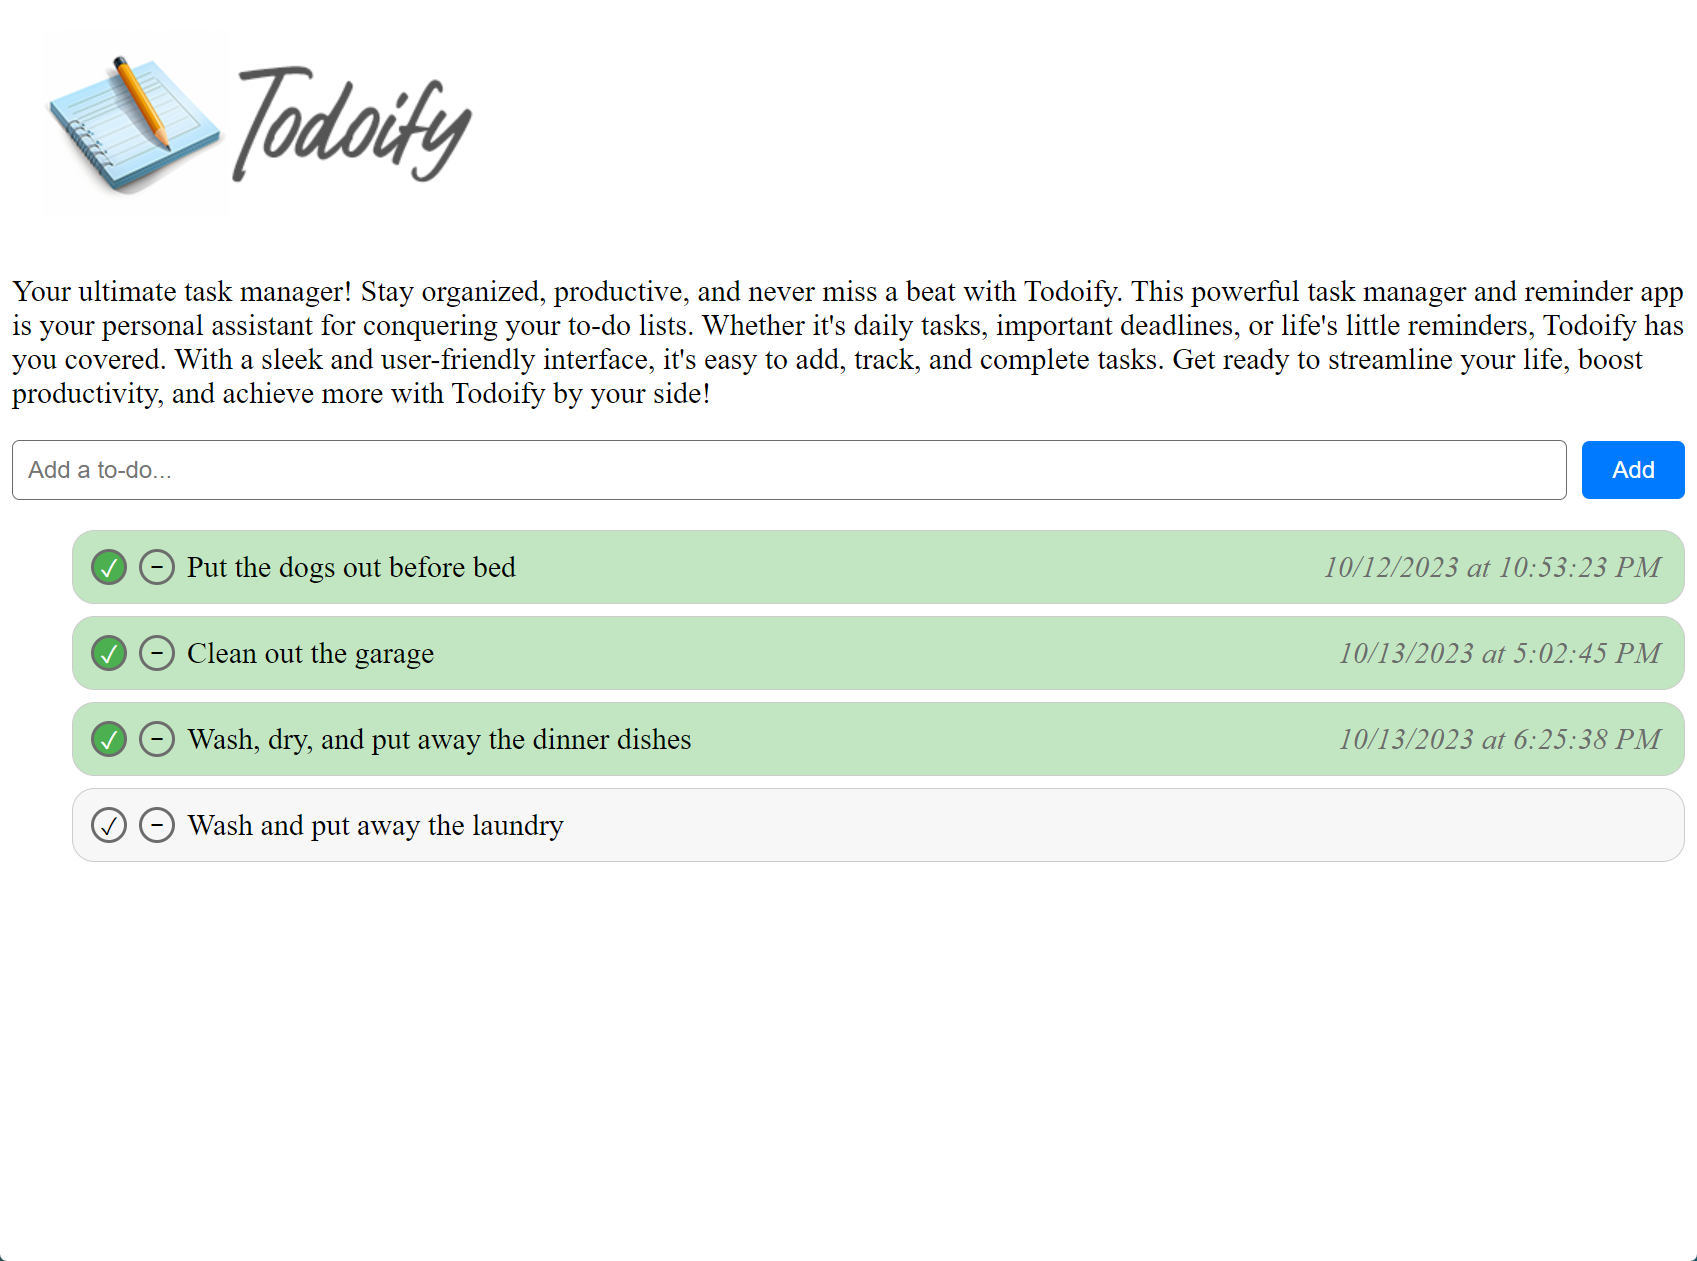 Todoify
Your ultimate task manager! Stay organized, productive, and never miss a beat with Todoify. This powerful task manager and reminder app
is your personal assistant for conquering your to-do lists. Whether it's daily tasks, important deadlines, or life's little reminders, Todoify has
you covered. With a sleek and user-friendly interface, it's easy to add, track, and complete tasks. Get ready to streamline your life, boost
productivity, and achieve more with Todoify by your side!
Add a to-do... Add
✓ − Put the dogs out before bed 10/12/2023 at 10:53:23 PM
✓ − Clean out the garage 10/13/2023 at 5:02:45 PM
✓ − Wash, dry, and put away the dinner dishes 10/13/2023 at 6:25:38 PM
✓ − Wash and put away the laundry